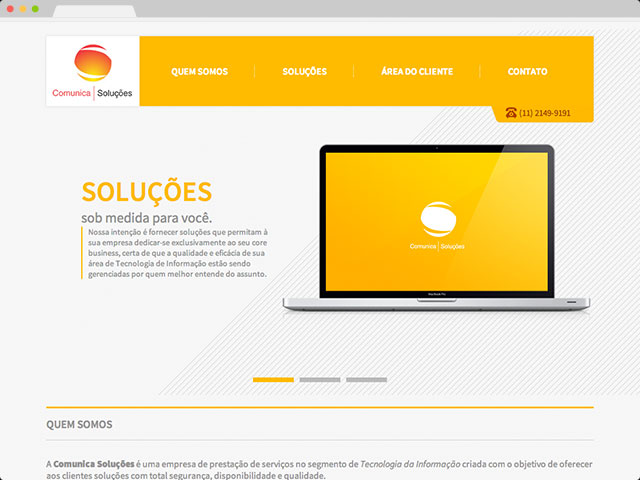 QUEM SOMOS
SOLUÇÕES
ÁREA DO CLIENTE
CONTATO
Comunica | Soluções
(11) 2149-9191
SOLUÇÕES
sob medida para você.
Nossa intenção é fornecer soluções que permitam à
sua empresa dedicar-se exclusivamente ao seu core
business, certa de que a qualidade e eficácia de sua
área de Tecnologia de Informação estão sendo
gerenciadas por quem melhor entende do assunto.
Comunica | Soluções
MacBook Pro
QUEM SOMOS
A Comunica Soluções é uma empresa de prestação de serviços no segmento de Tecnologia da Informação criada com o objetivo de oferecer
aos clientes soluções com total segurança, disponibilidade e qualidade.